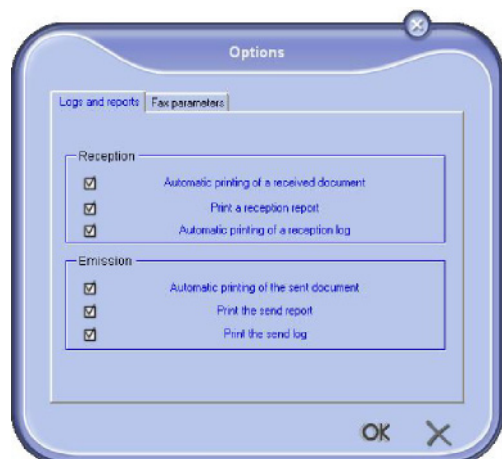 Options
Logs and reports Fax parameters
Reception
Automatic printing of a received document
Print a reception report
Automatic printing of a reception log
Emission
Automatic printing of the sent document
Print the send report
Print the send log
OK